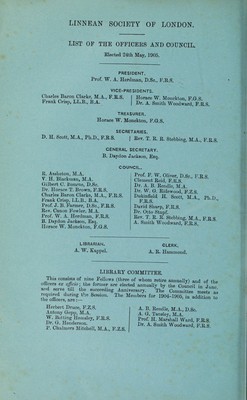 LINNEAN SOCIETY OF LONDON.
LIST OF THE OFFICERS AND COUNCIL.
Elected 24th May, 1905.
PRESIDENT.
Prof. W. A. Herdman, D.Sc., F.R.S.
VICE-PRESIDENTS.
Charles Baron Clarke, M.A., F.R.S.
Frank Crisp, LL.B., B.A.
Horace W. Monckton, F.G.S.
Dr. A. Smith Woodward, F.R.S.
TREASURER.
Horace W. Monckton, F.G.S.
SECRETARIES.
D. H. Scott, M.A., Ph.D., F.R.S.
Rev. T. R. R. Stebbing, M.A., F.R.S.
GENERAL SECRETARY.
B. Daydon Jackson, Esq.
COUNCIL.
E. A. M.A.
V. H. Blackman, M.A.
Gilbert C. Bourne, D.Sc.
Dr. Horace T. Brown, F.R.S.
Charles Baron Clarke, M.A., F.R.S.
Frank Crisp, LL.B., B.A.
Prof. J. B. Farmer, D.Sc., F.R.S.
Rev. Canon Fowler, M.A.
Prof. W. A. Herdman, F.R.S.
B. Daydon Jackson, Esq.
Horace W. Monckton, F.G.S.
Prof. F. W. Oliver, D.Sc., F.R.S.
Clement Reid, F.R.S.
Dr. A. B. Rendle, M.A.
Dr. W. G. Ridewood, F.Z.S.
Dukinfield H. Scott, M.A., Ph.D.,
F.R.S.
David Sharp, F.R.S.
Dr. Otto Stapf.
Rev. T. R. R. Stebbing, M.A., F.R.S.
A. Smith Woodward, F.R.S.
LIBRARIAN.
A. W. Kappel.
CLERK.
A. R. Hammond.
LIBRARY COMMITTEE.
This consists of nine Fellows (three of whom retire annually) and of the
officers ex officio; the former are elected annually by the Council in June,
and serve till the succeeding Anniversary. The Committee meets as
required during the Session. The Members for 1904-1905, in addition to
the officers, are:—
Herbert Druce, F.Z.S.
Antony Gepp, M.A.
W. Botting Hemsley, F.R.S.
Dr. G. Henderson.
P. Chalmers Mitchell, M.A., F.Z.S.
A. B. Rendle, M.A., D.Sc.
A. G. Tansley, M.A.
Prof. H. Marshall Ward, F.R.S.
Dr. A. Smith Woodward, F.R.S.